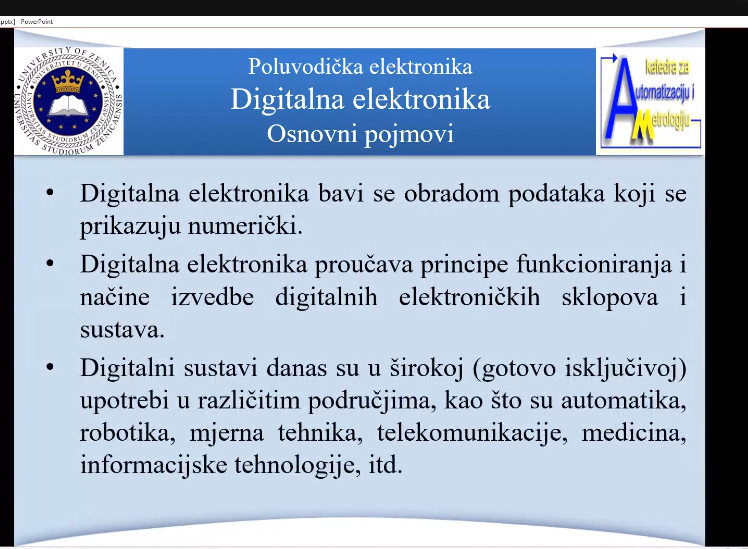 pptx] - PowerPoint
UNIVERSITY OF ZENICA
UNIVERZITET U ZENICI
UNIVERSITAS STUDIORUM ZENICAENSIS
Poluvodička elektronika
Digitalna elektronika
Osnovni pojmovi
katedra za
Automatizaciju i
Metrologiju
• Digitalna elektronika bavi se obradom podataka koji se
prikazuju numerički.
• Digitalna elektronika proučava principe funkcioniranja i
načine izvedbe digitalnih elektroničkih sklopova i
sustava.
• Digitalni sustavi danas su u širokoj (gotovo isključivoj)
upotrebi u različitim područjima, kao što su automatika,
robotika, mjerna tehnika, telekomunikacije, medicina,
informacijske tehnologije, itd.